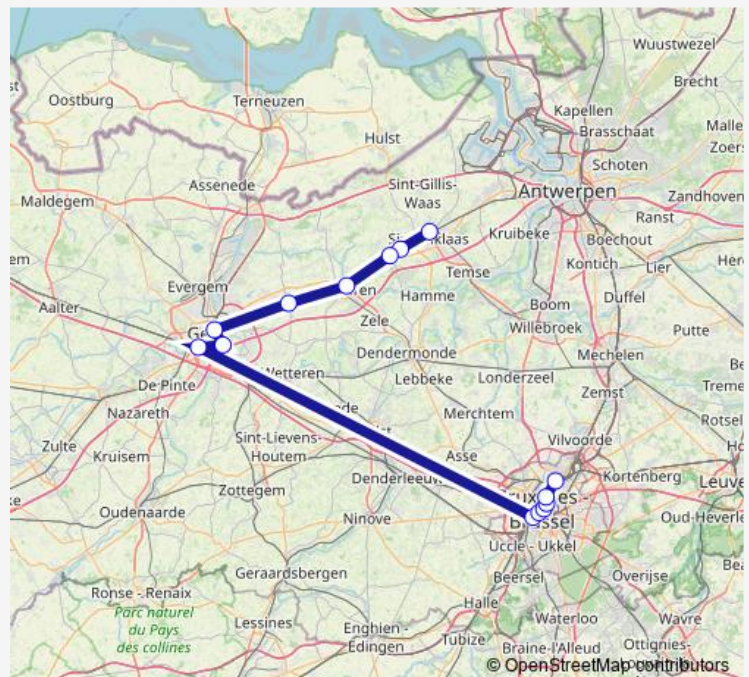 Wuustwezel
Oostburg
Terneuzen
Brecht
Kapellen
Brasschaat
Malle
Hulst
Schoten
Zoers
Assenede
Sint-Gillis-
Waas
Antwerpen
Zandhoven
Maldegem
Ranst
Kruibeke
Boechout
Kontich
Lier
Temse
Evergem
Hamme
Duffel
Aalter
Boom
Zele
Willebroek
Putte
Dendermonde
Mechelen
De Pinte
Wetteren
Lebbeke
Londerzeel
Zemst
Nazareth
Merchtem
Sint-Lievens-
Houtem
Vilvoorde
Zulte
Kruisem
Asse
Kortenberg
Denderleeuw
Zottegem
Oudenaarde
Ninove
Uccle - Ukkel
Geraardsbergen
Beersel
Overijse
Ronse - Renaix
Halle
Parc naturel
du Pays
des collines
Lessines
Enghien -
Edingen
Waterloo
Wavre
Tubize
Braine-l'Alleud
Ottignies-
© OpenStreetMap contributors